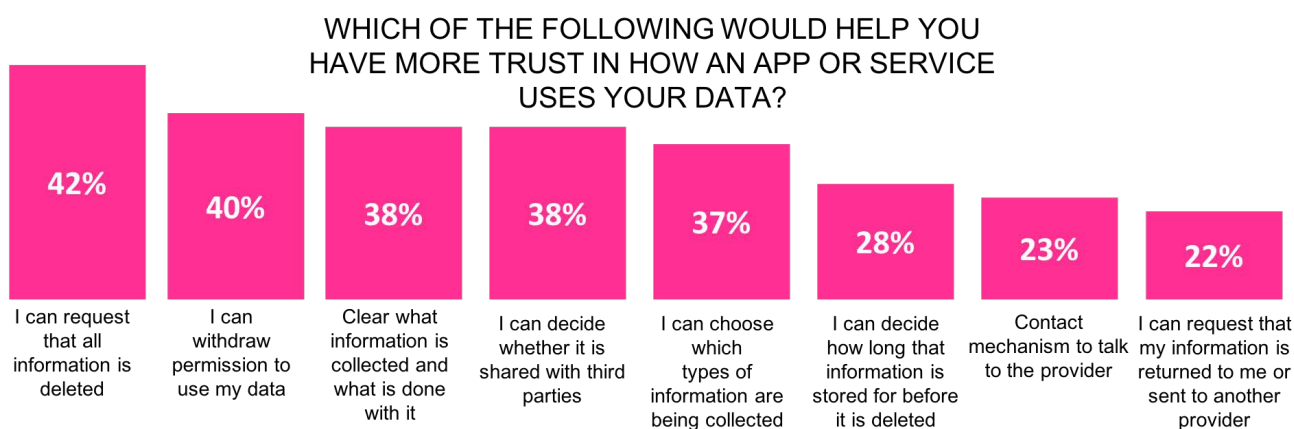 WHICH OF THE FOLLOWING WOULD HELP YOU
HAVE MORE TRUST IN HOW AN APP OR SERVICE
USES YOUR DATA?
42%
40%
38%
38%
37%
28%
23%
22%
I can request
that all
information is
deleted
I can
withdraw
permission to
use my data
Clear what
information is
collected and
what is done
with it
I can decide
whether it is
shared with third
parties
I can choose
which
types of
information are
being collected
I can decide
how long that
information is
stored for before
it is deleted
Contact
mechanism to talk
to the provider
I can request that
my information is
returned to me or
sent to another
provider